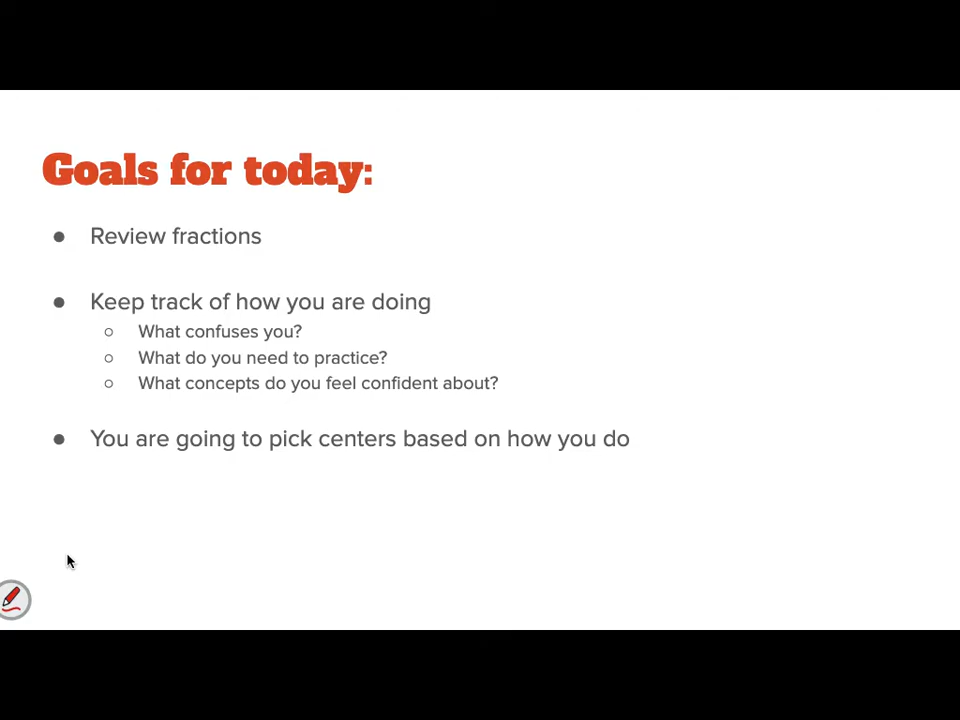 Goals for today:
● Review fractions
● Keep track of how you are doing
○ What confuses you?
○ What do you need to practice?
○ What concepts do you feel confident about?
● You are going to pick centers based on how you do